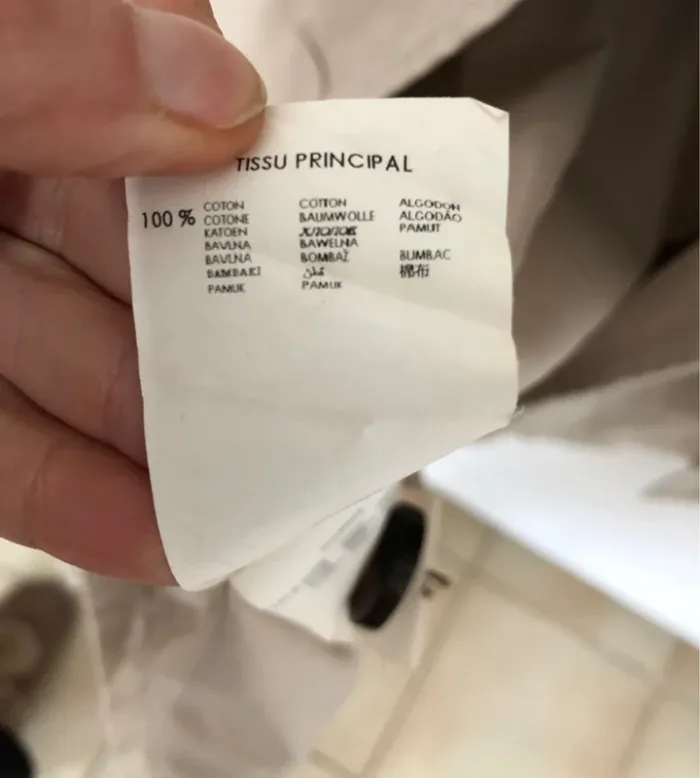 TISSU PRINCIPAL
COTON COTTON ALGODON
100 % COTONE BAUMWOLLE ALGODÃO
KATOEN PAMUT
BAVLNA BAWELNA
BAVLNA BOMBAŽ BUMBAC
BAMBAKI 棉布
PAMUK PAMUK